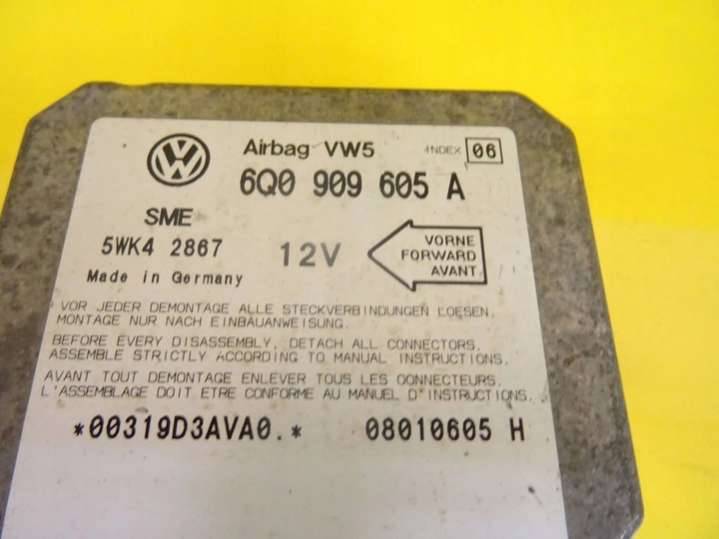 Airbag VW5 INDEX 06
6Q0 909 605 A
SME
5WK4 2867 12V
Made in Germany
VORNE
FORWARD
AVANT
VOR JEDER DEMONTAGE ALLE STECKVERBINDUNGEN LOESEN.
MONTAGE NUR NACH EINBAUANWEISUNG.
BEFORE EVERY DISASSEMBLY, DETACH ALL CONNECTORS.
ASSEMBLE STRICTLY ACCORDING TO MANUAL INSTRUCTIONS.
AVANT TOUT DEMONTAGE ENLEVER TOUS LES CONNECTEURS.
L'ASSEMBLAGE DOIT ETRE CONFORME AU MANUEL D'INSTRUCTIONS.
*00319D3AVA0.* 08010605 H